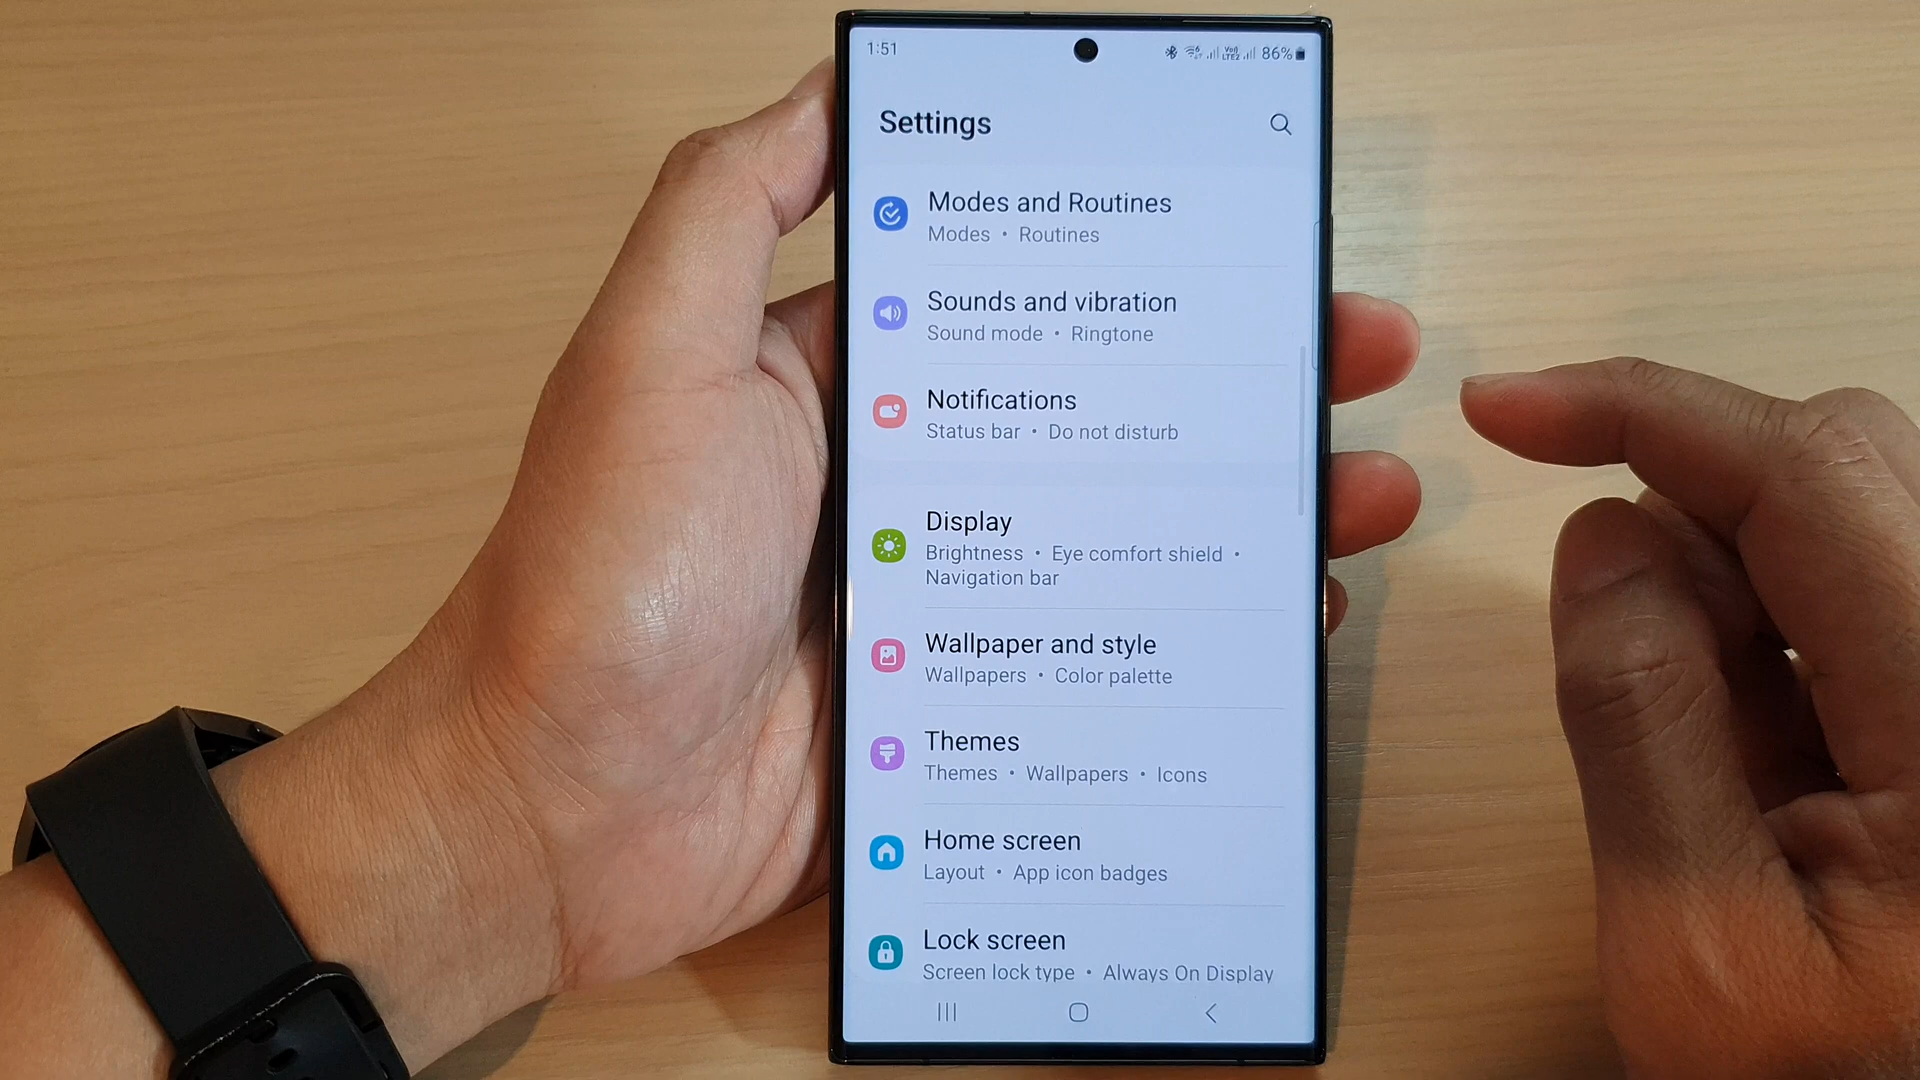 1:51 86%
Settings
Modes and Routines
Modes • Routines
Sounds and vibration
Sound mode • Ringtone
Notifications
Status bar • Do not disturb
Display
Brightness • Eye comfort shield •
Navigation bar
Wallpaper and style
Wallpapers • Color palette
Themes
Themes • Wallpapers • Icons
Home screen
Layout • App icon badges
Lock screen
Screen lock type • Always On Display